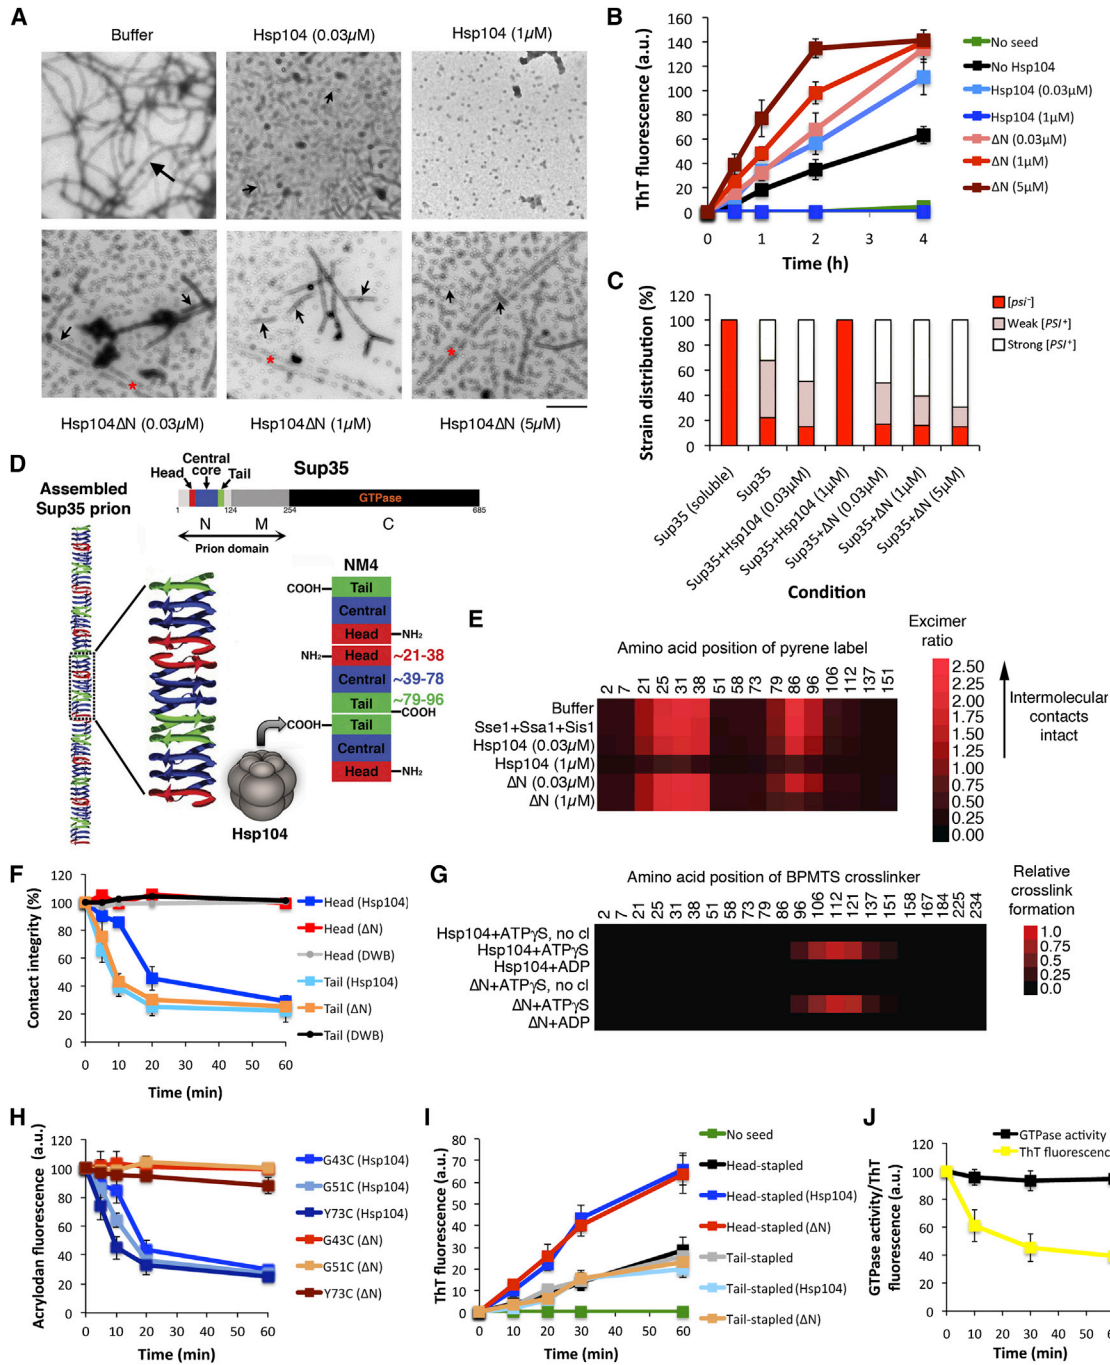 A
Buffer
Hsp104 (0.03µM)
Hsp104 (1µM)
*
*
*
Hsp104ΔN (0.03µM)
Hsp104ΔN (1µM)
Hsp104ΔN (5µM)
B
ThT fluorescence (a.u.)
160
140
120
100
80
60
40
20
0
0 1 2 3 4
Time (h)
No seed
No Hsp104
Hsp104 (0.03µM)
Hsp104 (1µM)
ΔN (0.03µM)
ΔN (1µM)
ΔN (5µM)
C
Strain distribution (%)
120
100
80
60
40
20
0
[psi-]
Weak [PSI+]
Strong [PSI+]
Sup35 (soluble)
Sup35
Sup35+Hsp104 (0.03µM)
Sup35+Hsp104 (1µM)
Sup35+ΔN (0.03µM)
Sup35+ΔN (1µM)
Sup35+ΔN (5µM)
Condition
D
Assembled
Sup35 prion
Central
Head core Tail
Sup35
GTPase
1 124 254 685
N M C
Prion domain
NM4
COOH Tail
Central
Head NH2
NH2 Head ~21-38
Central ~39-78
Tail ~79-96
COOH
COOH Tail
Central
Head NH2
Hsp104
E
Amino acid position of pyrene label
2 7 21 25 31 38 51 58 73 79 86 96 106 112 137 151
Buffer
Sse1+Ssa1+Sis1
Hsp104 (0.03µM)
Hsp104 (1µM)
ΔN (0.03µM)
ΔN (1µM)
Excimer
ratio
2.50
2.25
2.00
1.75
1.50
1.25
1.00
0.75
0.50
0.25
0.00
Intermolecular
contacts
intact
F
Contact integrity (%)
120
100
80
60
40
20
0
0 10 20 30 40 50 60
Time (min)
Head (Hsp104)
Head (ΔN)
Head (DWB)
Tail (Hsp104)
Tail (ΔN)
Tail (DWB)
G
Amino acid position of BPMTS crosslinker
2 7 21 25 31 38 51 58 73 79 86 96 106 112 121 137 151 158 167 184 225 234
Hsp104+ATPγS, no cl
Hsp104+ATPγS
Hsp104+ADP
ΔN+ATPγS, no cl
ΔN+ATPγS
ΔN+ADP
Relative
crosslink
formation
1.0
0.75
0.5
0.25
0.0
H
Acrylodan fluorescence (a.u.)
120
100
80
60
40
20
0
0 10 20 30 40 50 60
Time (min)
G43C (Hsp104)
G51C (Hsp104)
Y73C (Hsp104)
G43C (ΔN)
G51C (ΔN)
Y73C (ΔN)
I
ThT fluorescence (a.u.)
80
70
60
50
40
30
20
10
0
0 10 20 30 40 50 60
Time (min)
No seed
Head-stapled
Head-stapled (Hsp104)
Head-stapled (ΔN)
Tail-stapled
Tail-stapled (Hsp104)
Tail-stapled (ΔN)
J
GTPase activity/ThT
fluorescence (a.u.)
GTPase activity
ThT fluorescence
120
100
80
60
40
20
0
0 10 20 30 40 50
Time (min)